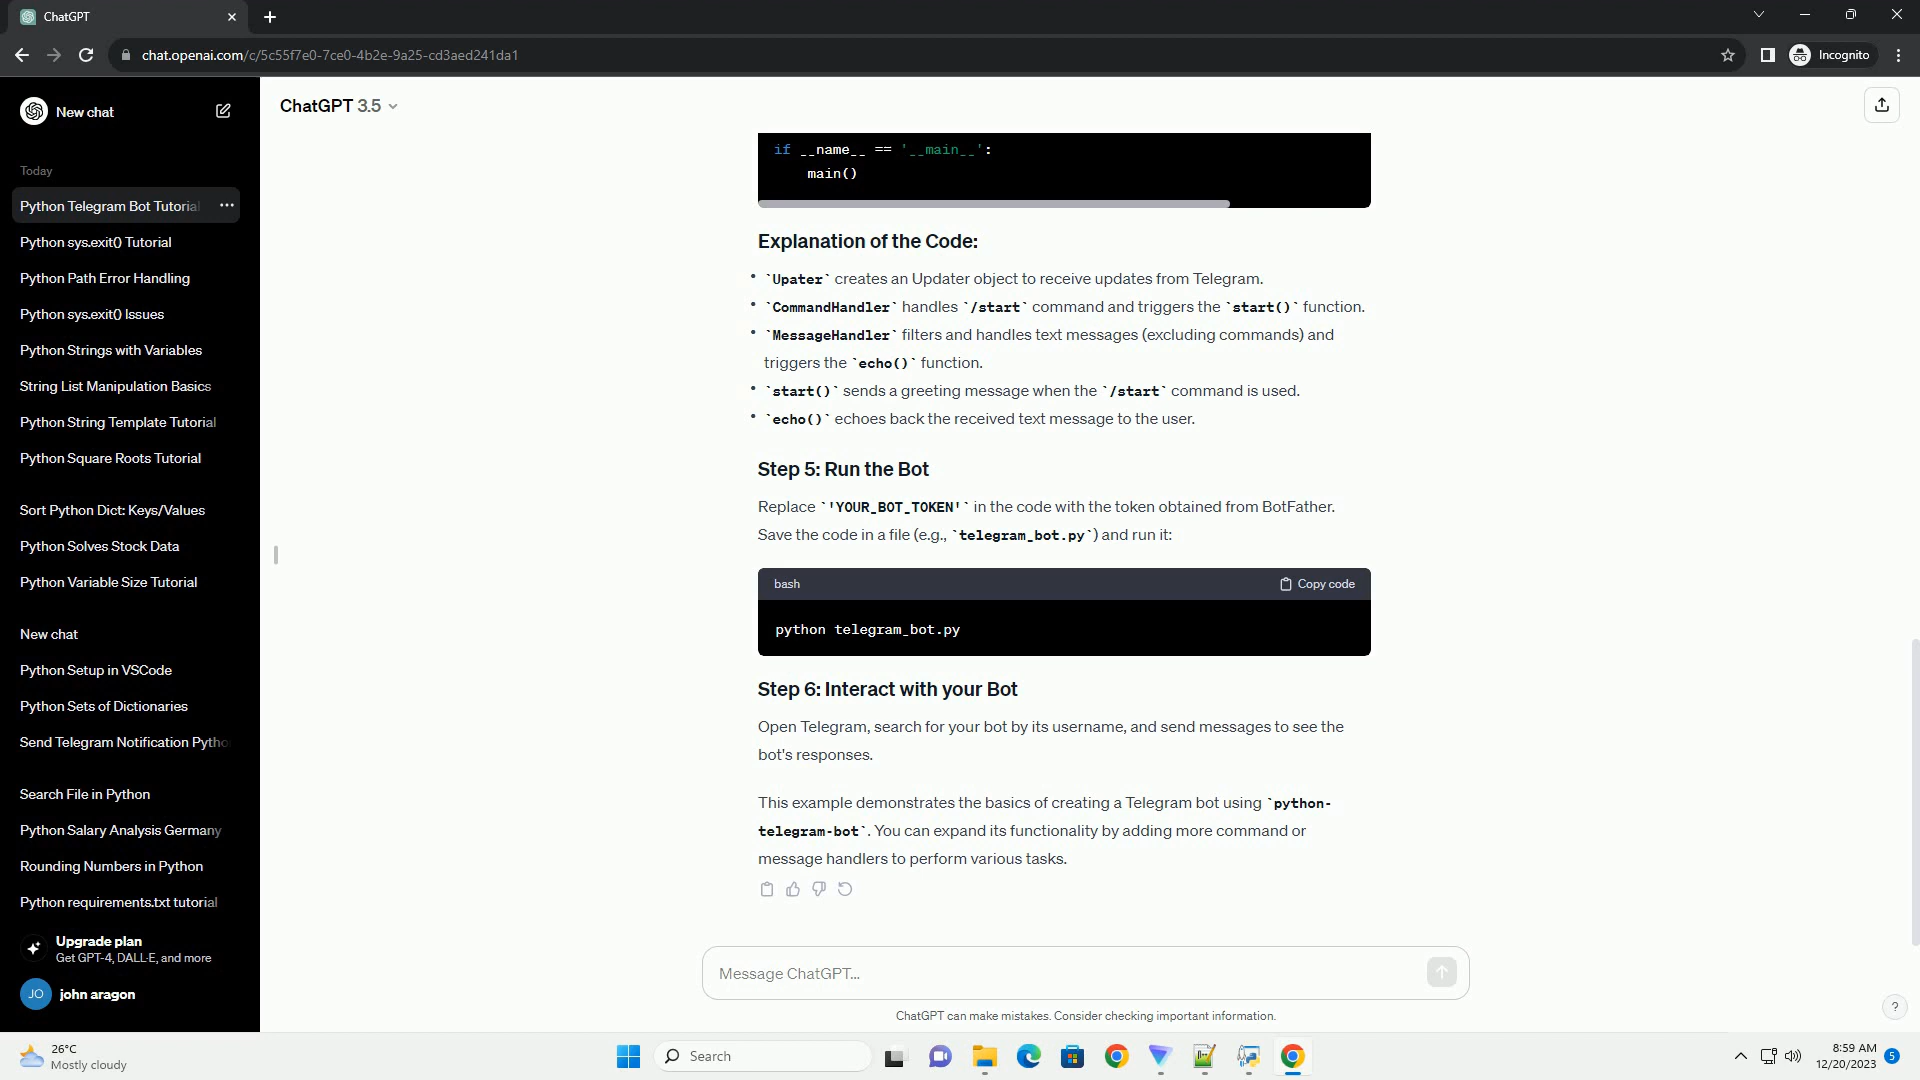 ChatGPT
chat.openai.com/c/5c55f7e0-7ce0-4b2e-9a25-cd3aed241da1
Incognito
New chat
ChatGPT 3.5
Today
Python Telegram Bot Tutorial
Python sys.exit() Tutorial
Python Path Error Handling
Python sys.exit() Issues
Python Strings with Variables
String List Manipulation Basics
Python String Template Tutorial
Python Square Roots Tutorial
Sort Python Dict: Keys/Values
Python Solves Stock Data
Python Variable Size Tutorial
New chat
Python Setup in VSCode
Python Sets of Dictionaries
Send Telegram Notification Pytho
Search File in Python
Python Salary Analysis Germany
Rounding Numbers in Python
Python requirements.txt tutorial
Upgrade plan
Get GPT-4, DALL·E, and more
JO john aragon
if __name__ == '__main__':
main()
Explanation of the Code:
• `Upater` creates an Updater object to receive updates from Telegram.
• `CommandHandler` handles `/start` command and triggers the `start()` function.
• `MessageHandler` filters and handles text messages (excluding commands) and
triggers the `echo()` function.
• `start()` sends a greeting message when the `/start` command is used.
• `echo()` echoes back the received text message to the user.
Step 5: Run the Bot
Replace `'YOUR_BOT_TOKEN'` in the code with the token obtained from BotFather.
Save the code in a file (e.g., `telegram_bot.py`) and run it:
bash
Copy code
python telegram_bot.py
Step 6: Interact with your Bot
Open Telegram, search for your bot by its username, and send messages to see the
bot's responses.
This example demonstrates the basics of creating a Telegram bot using `python-
telegram-bot`. You can expand its functionality by adding more command or
message handlers to perform various tasks.
Message ChatGPT...
ChatGPT can make mistakes. Consider checking important information.
?
26°C
Mostly cloudy
Search
8:59 AM
12/20/2023
5